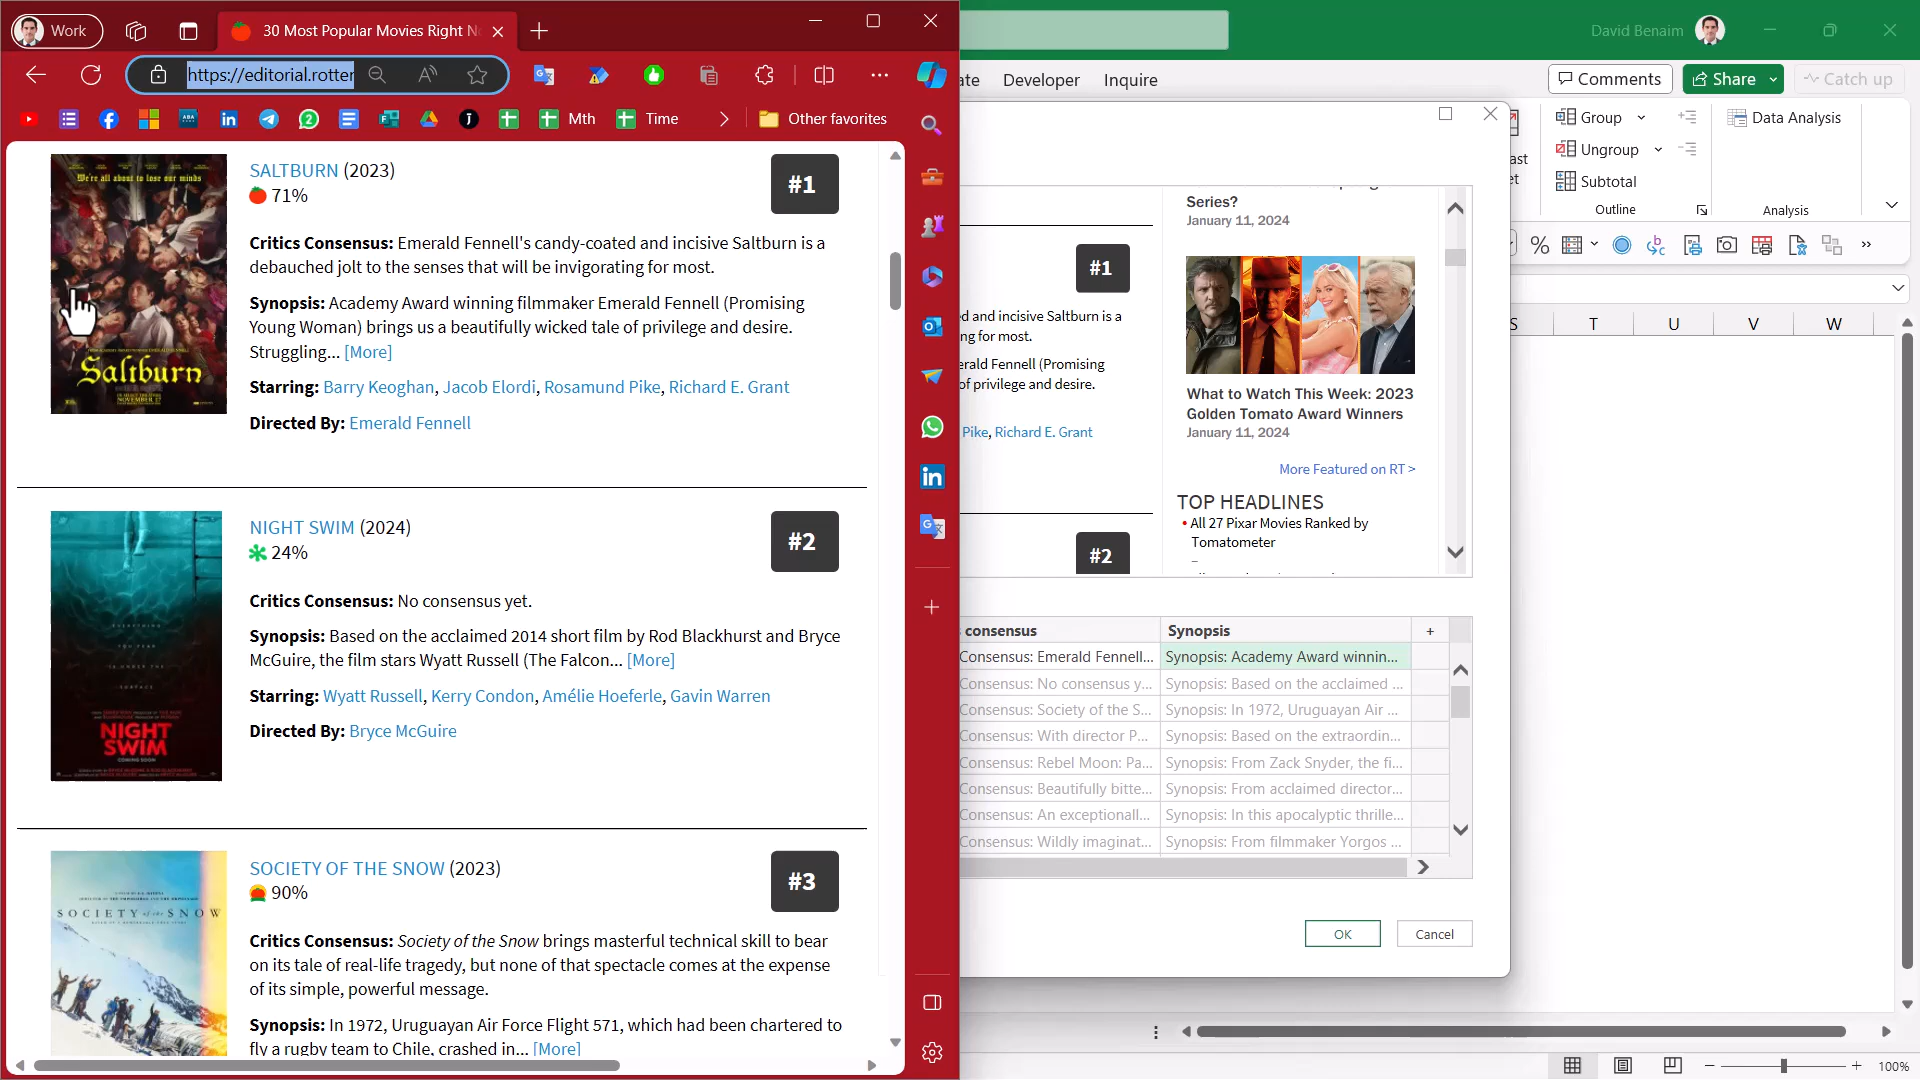 Work
30 Most Popular Movies Right N
https://editorial.rotter
Mth
Time
Other favorites
We're all about to lose our minds
Saltburn
SALTBURN (2023)
71%
#1
Critics Consensus: Emerald Fennell's candy-coated and incisive Saltburn is a
debauched jolt to the senses that will be invigorating for most.
Synopsis: Academy Award winning filmmaker Emerald Fennell (Promising
Young Woman) brings us a beautifully wicked tale of privilege and desire.
Struggling... [More]
Starring: Barry Keoghan, Jacob Elordi, Rosamund Pike, Richard E. Grant
Directed By: Emerald Fennell
NIGHT SWIM
NIGHT SWIM (2024)
24%
#2
Critics Consensus: No consensus yet.
Synopsis: Based on the acclaimed 2014 short film by Rod Blackhurst and Bryce
McGuire, the film stars Wyatt Russell (The Falcon... [More]
Starring: Wyatt Russell, Kerry Condon, Amélie Hoeferle, Gavin Warren
Directed By: Bryce McGuire
SOCIETY of the SNOW
SOCIETY OF THE SNOW (2023)
90%
#3
Critics Consensus: Society of the Snow brings masterful technical skill to bear
on its tale of real-life tragedy, but none of that spectacle comes at the expense
of its simple, powerful message.
Synopsis: In 1972, Uruguayan Air Force Flight 571, which had been chartered to
fly a rugby team to Chile, crashed in... [More]
David Benaim
ate
Developer
Inquire
Comments
Share
Catch up
Group
Ungroup
Subtotal
Outline
Data Analysis
Analysis
ast
et
S T U V W
#1
d and incisive Saltburn is a
ng for most.
erald Fennell (Promising
of privilege and desire.
Pike, Richard E. Grant
#2
Series?
January 11, 2024
What to Watch This Week: 2023
Golden Tomato Award Winners
January 11, 2024
More Featured on RT >
TOP HEADLINES
• All 27 Pixar Movies Ranked by
Tomatometer
consensus Synopsis +
Consensus: Emerald Fennell... Synopsis: Academy Award winnin...
Consensus: No consensus y... Synopsis: Based on the acclaimed ...
Consensus: Society of the S... Synopsis: In 1972, Uruguayan Air ...
Consensus: With director P... Synopsis: Based on the extraordin...
Consensus: Rebel Moon: Pa... Synopsis: From Zack Snyder, the fi...
Consensus: Beautifully bitte... Synopsis: From acclaimed director...
Consensus: An exceptionall... Synopsis: In this apocalyptic thrille...
Consensus: Wildly imaginat... Synopsis: From filmmaker Yorgos ...
OK
Cancel
100%